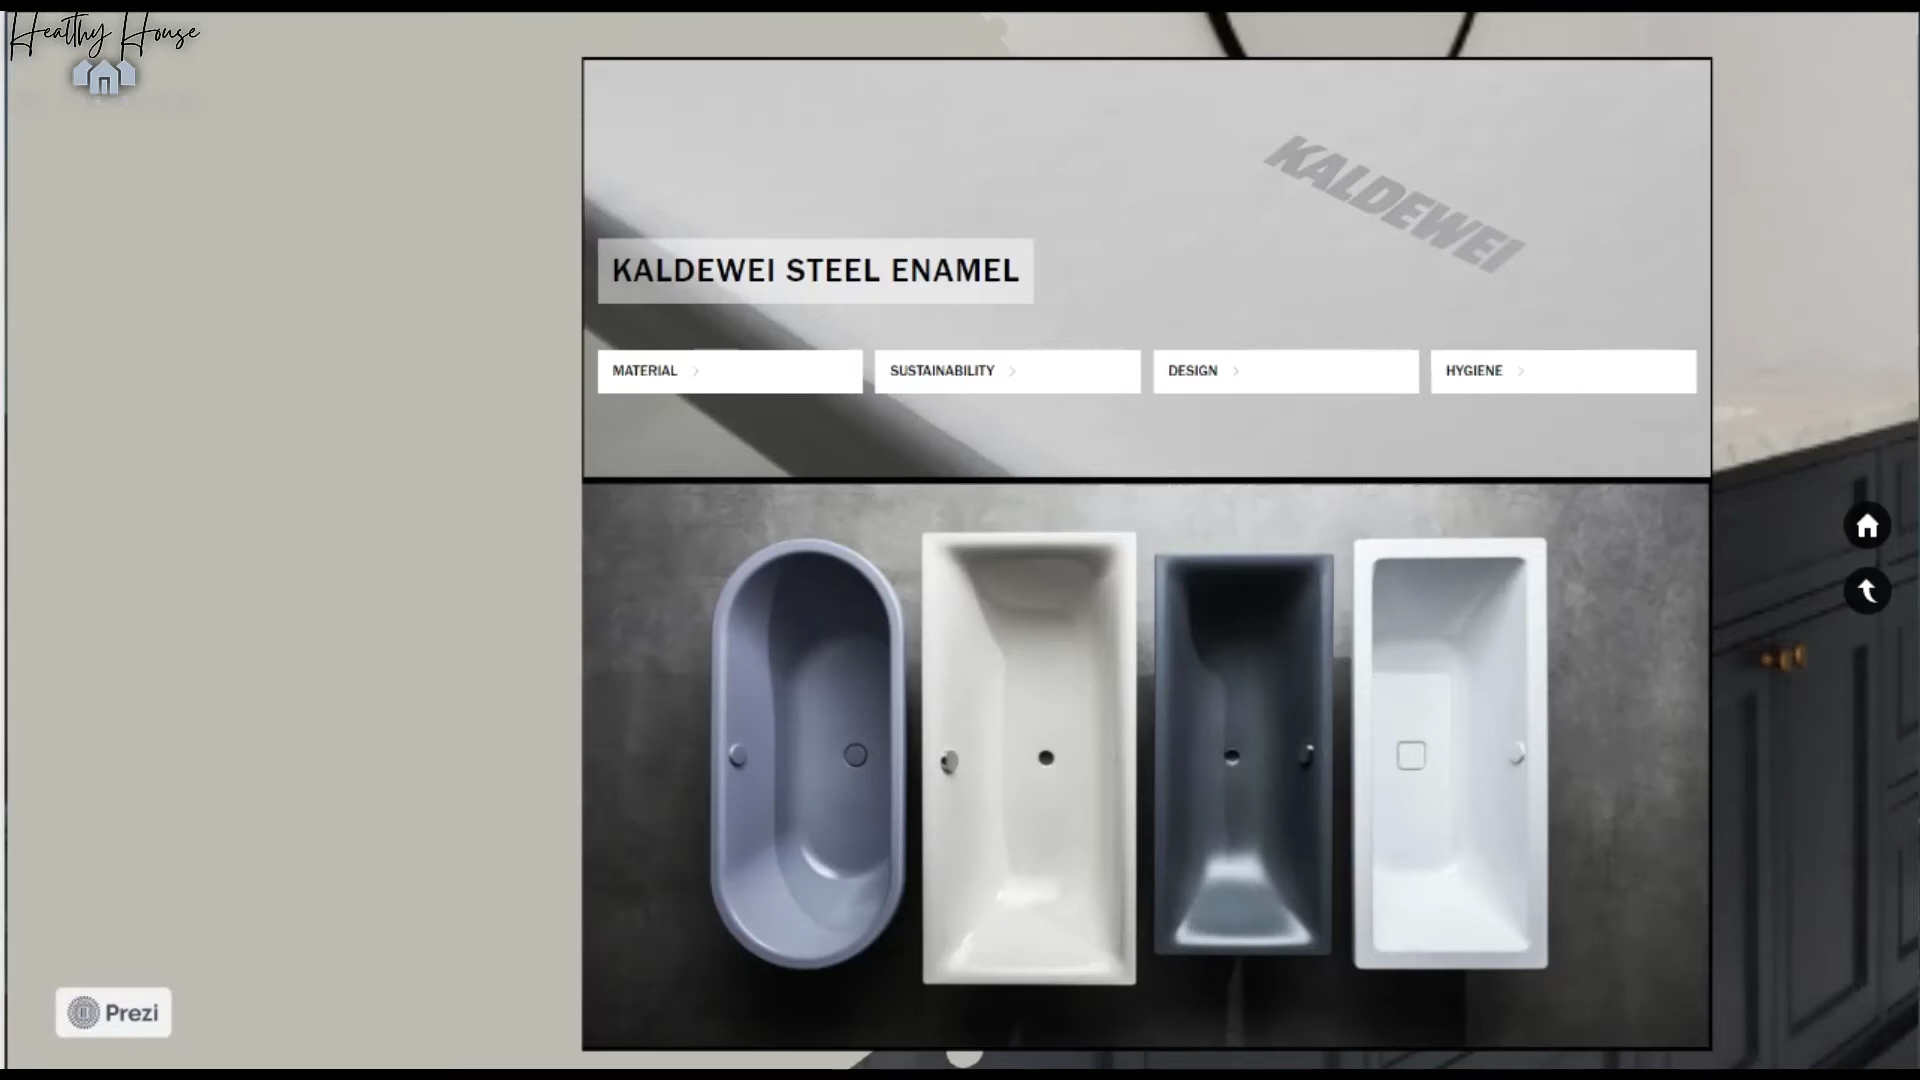 Healthy House
KALDEWEI
KALDEWEI STEEL ENAMEL
MATERIAL
SUSTAINABILITY
DESIGN
HYGIENE
Prezi